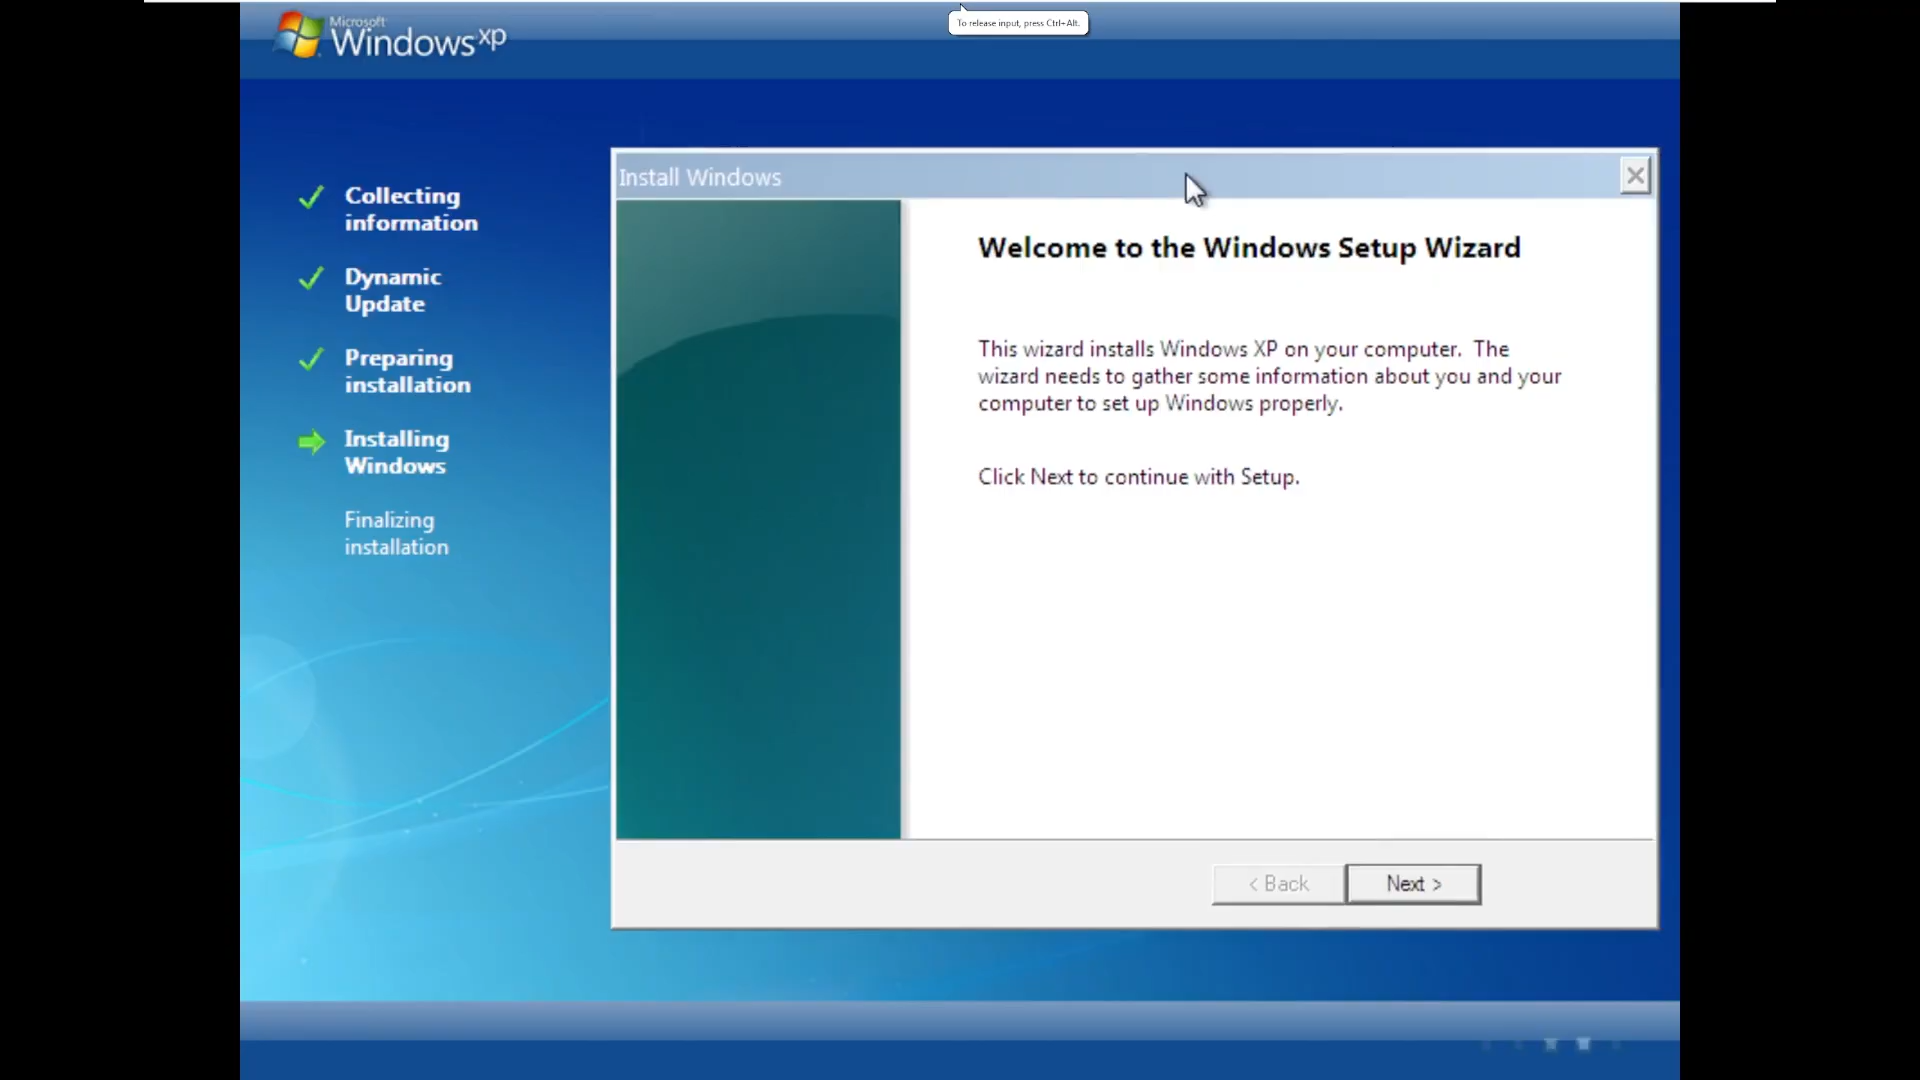 To release input, press Ctrl+Alt.
Microsoft
Windows xp
Collecting
information
Dynamic
Update
Preparing
installation
Installing
Windows
Finalizing
installation
Install Windows
Welcome to the Windows Setup Wizard
This wizard installs Windows XP on your computer.  The
wizard needs to gather some information about you and your
computer to set up Windows properly.
Click Next to continue with Setup.
< Back
Next >